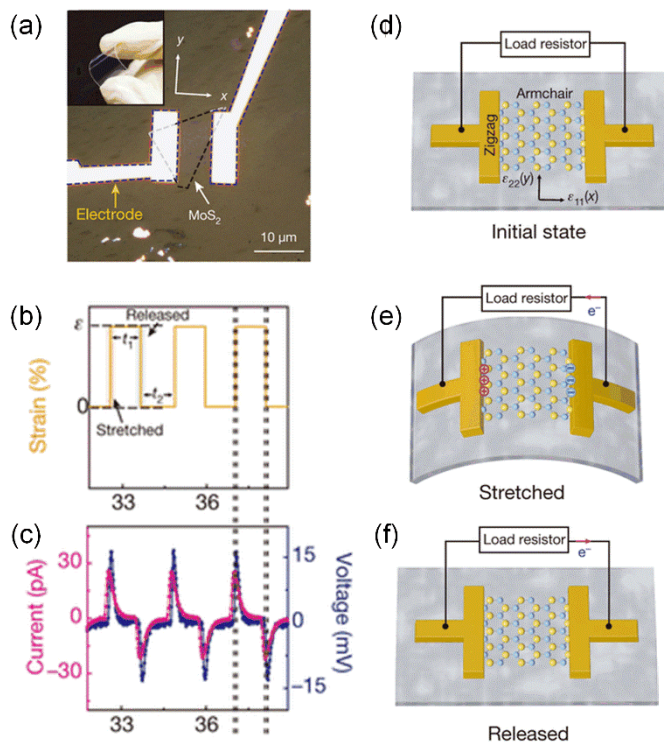 (a)
y
x
Electrode
MoS₂
10 μm
(b)
Strain (%)
ε
0
Released
t₁
t₂
Stretched
33
36
(c)
Current (pA)
30
0
−30
Voltage (mV)
15
0
−15
33
36
(d)
Load resistor
Armchair
Zigzag
ε₂₂(y)
ε₁₁(x)
Initial state
(e)
Load resistor
e⁻
Stretched
(f)
Load resistor
e⁻
Released